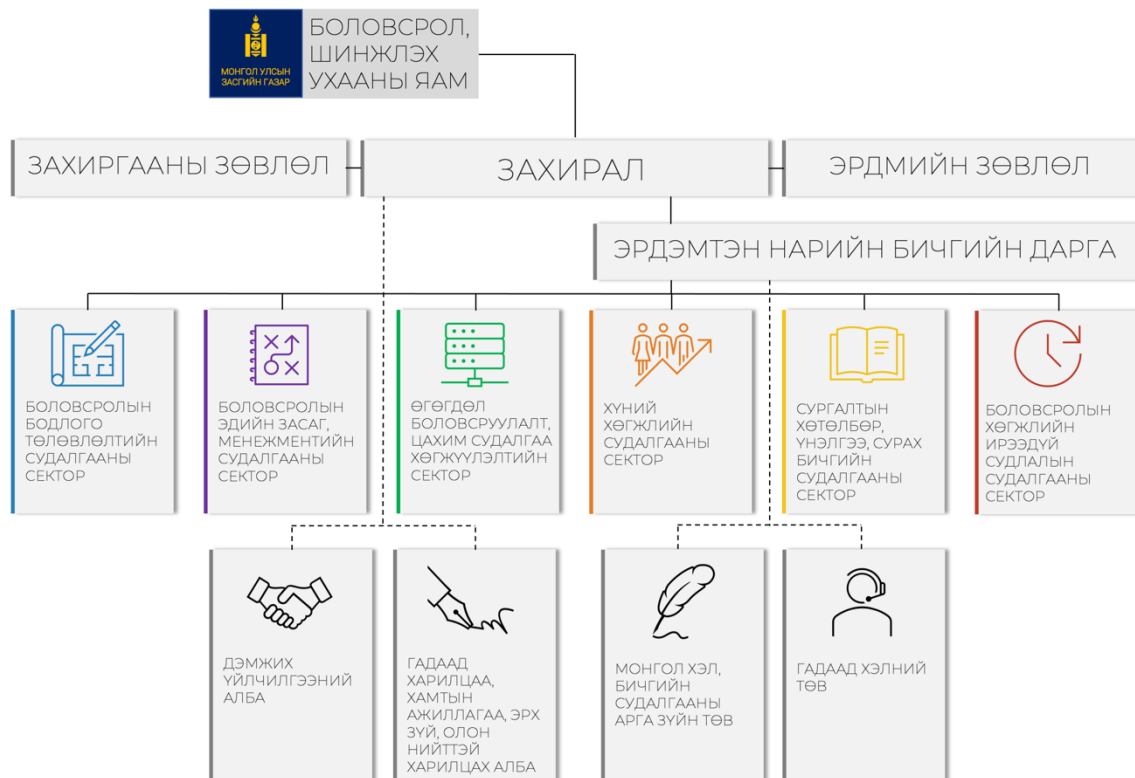 МОНГОЛ УЛСЫН
ЗАСГИЙН ГАЗАР
БОЛОВСРОЛ,
ШИНЖЛЭХ
УХААНЫ ЯАМ
ЗАХИРГААНЫ ЗӨВЛӨЛ
ЗАХИРАЛ
ЭРДМИЙН ЗӨВЛӨЛ
ЭРДЭМТЭН НАРИЙН БИЧГИЙН ДАРГА
БОЛОВСРОЛЫН
БОДЛОГО
ТӨЛӨВЛӨЛТИЙН
СУДАЛГААНЫ
СЕКТОР
БОЛОВСРОЛЫН
ЭДИЙН ЗАСАГ,
МЕНЕЖМЕНТИЙН
СУДАЛГААНЫ
СЕКТОР
ӨГӨГДӨЛ
БОЛОВСРУУЛАЛТ,
ЦАХИМ СУДАЛГАА
ХӨГЖҮҮЛЭЛТИЙН
СЕКТОР
ХҮНИЙ
ХӨГЖЛИЙН
СУДАЛГААНЫ
СЕКТОР
СУРГАЛТЫН
ХӨТӨЛБӨР,
ҮНЭЛГЭЭ, СУРАХ
БИЧГИЙН
СУДАЛГААНЫ
СЕКТОР
БОЛОВСРОЛЫН
ХӨГЖЛИЙН
ИРЭЭДҮЙ
СУДЛАЛЫН
СУДАЛГААНЫ
СЕКТОР
ДЭМЖИХ
ҮЙЛЧИЛГЭЭНИЙ
АЛБА
ГАДААД
ХАРИЛЦАА,
ХАМТЫН
АЖИЛЛАГАА, ЭРХ
ЗҮЙ, ОЛОН
НИЙТТЭЙ
ХАРИЛЦАХ АЛБА
МОНГОЛ ХЭЛ,
БИЧГИЙН
СУДАЛГААНЫ
АРГА ЗҮЙН ТӨВ
ГАДААД ХЭЛНИЙ
ТӨВ